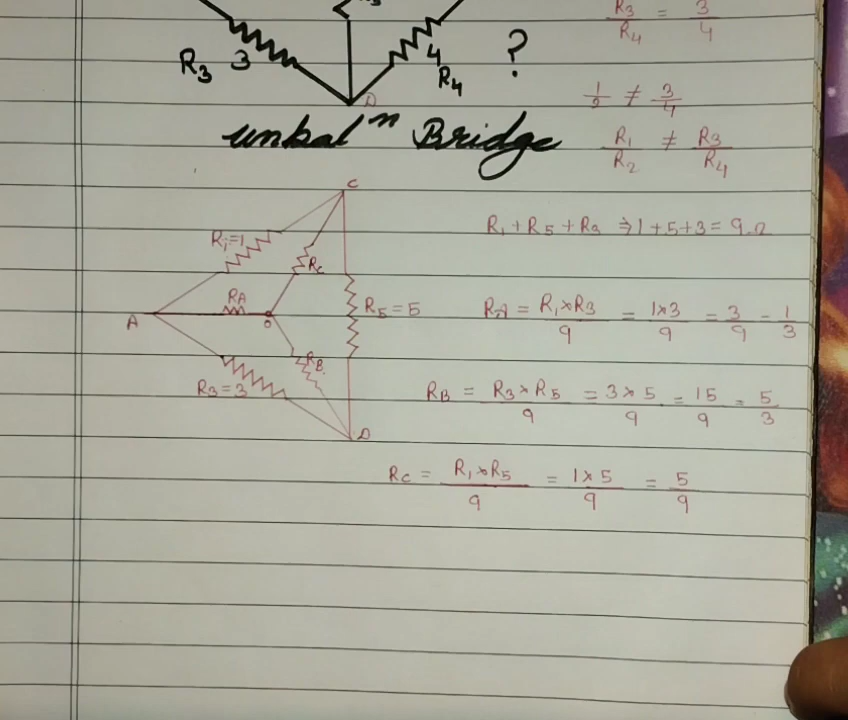 R3/R4 = 3/4
R3 3
4
R4
?
D
1/2 ≠ 3/4
unbalⁿ Bridge
R1/R2 ≠ R3/R4
C
R1 + R5 + R3 ⇒ 1 + 5 + 3 = 9 Ω
R1 = 1
RC
RA
A
O
R5 = 5
RA = R1×R3/9 = 1×3/9 = 3/9 = 1/3
RB
R3 = 3
RB = R3×R5/9 = 3×5/9 = 15/9 = 5/3
D
RC = R1×R5/9 = 1×5/9 = 5/9